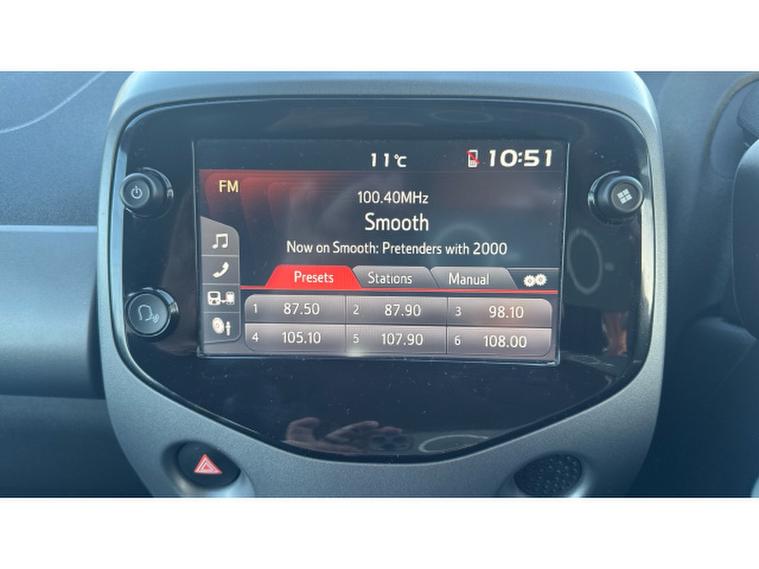 11°C 10:51
FM
100.40MHz
Smooth
Now on Smooth: Pretenders with 2000
Presets Stations Manual
1 87.50 2 87.90 3 98.10
4 105.10 5 107.90 6 108.00